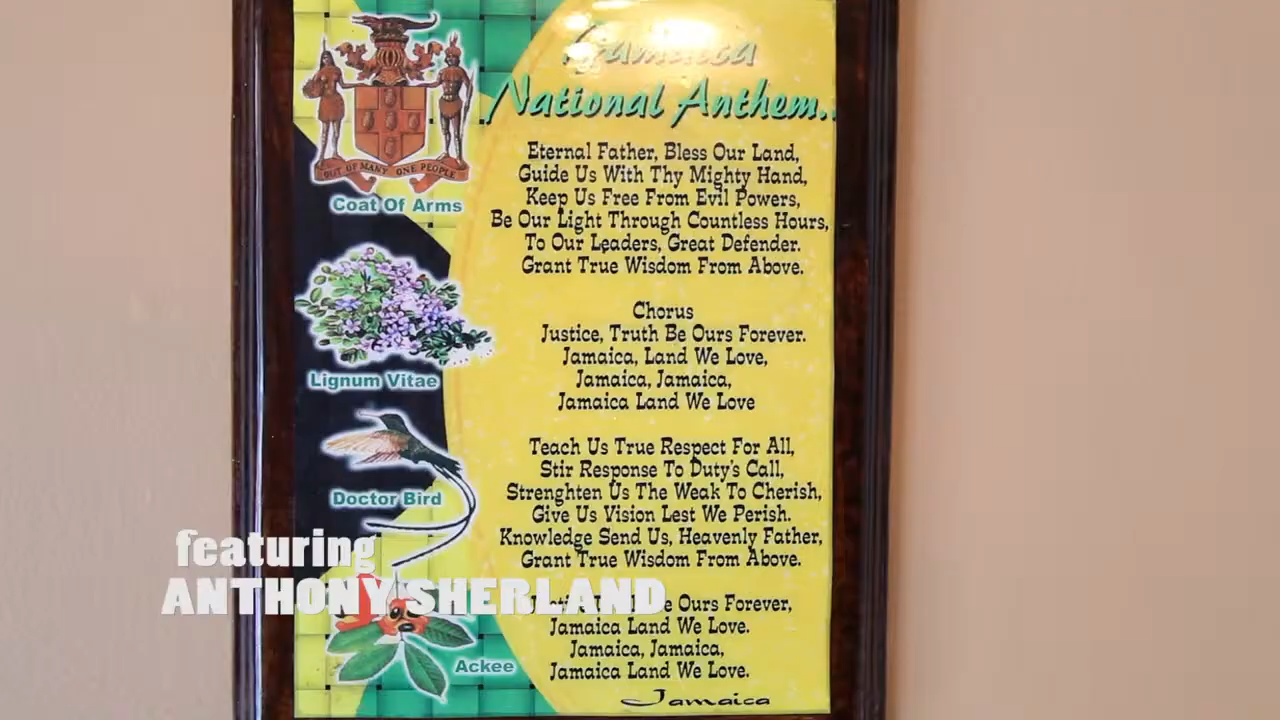 Jamaica
National Anthem..
OUT OF MANY ONE PEOPLE
Coat Of Arms
Lignum Vitae
Doctor Bird
Ackee
Eternal Father, Bless Our Land,
Guide Us With Thy Mighty Hand,
Keep Us Free From Evil Powers,
Be Our Light Through Countless Hours,
To Our Leaders, Great Defender.
Grant True Wisdom From Above.
Chorus
Justice, Truth Be Ours Forever.
Jamaica, Land We Love,
Jamaica, Jamaica,
Jamaica Land We Love
Teach Us True Respect For All,
Stir Response To Duty's Call,
Strenghten Us The Weak To Cherish,
Give Us Vision Lest We Perish.
Knowledge Send Us, Heavenly Father,
Grant True Wisdom From Above.
Ours Forever,
Jamaica Land We Love.
Jamaica, Jamaica,
Jamaica Land We Love.
Jamaica
featuring
ANTHONY SHERLAND